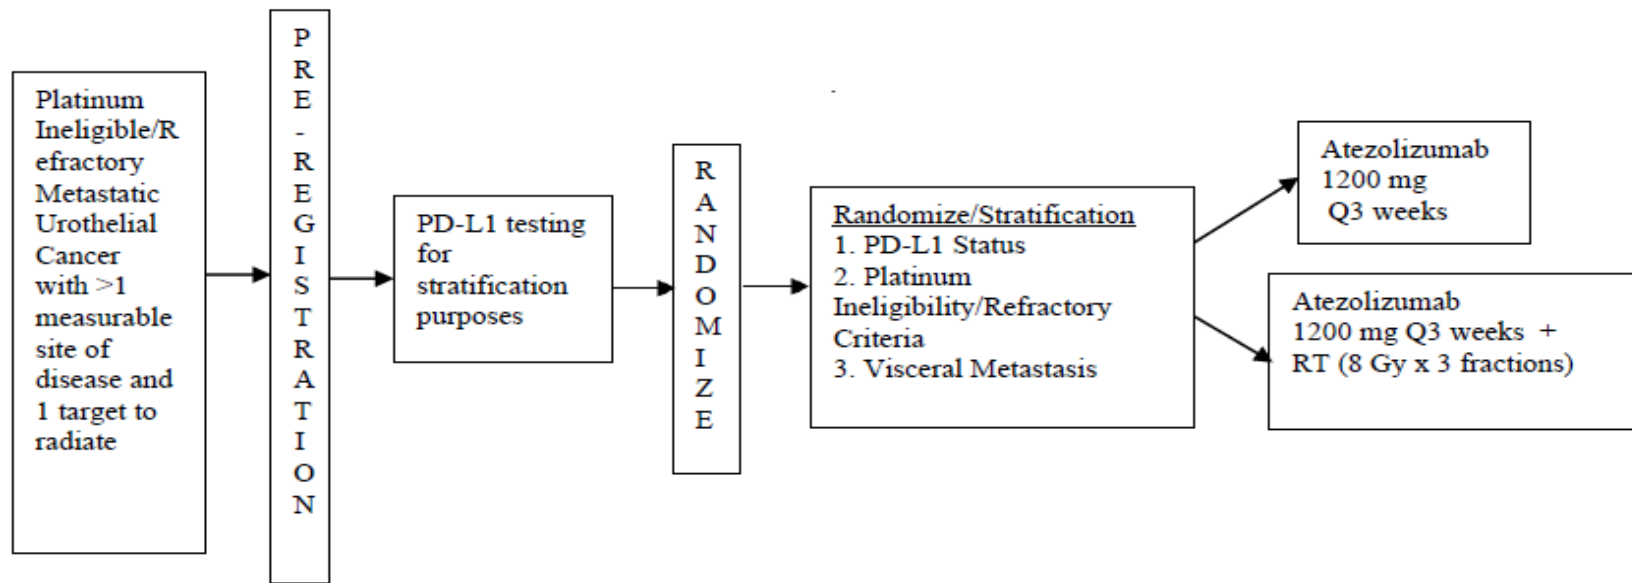 Platinum
Ineligible/R
efractory
Metastatic
Urothelial
Cancer
with >1
measurable
site of
disease and
1 target to
radiate
P
R
E
-
R
E
G
I
S
T
R
A
T
I
O
N
PD-L1 testing
for
stratification
purposes
R
A
N
D
O
M
I
Z
E
Randomize/Stratification
1. PD-L1 Status
2. Platinum
Ineligibility/Refractory
Criteria
3. Visceral Metastasis
Atezolizumab
1200 mg
Q3 weeks
Atezolizumab
1200 mg Q3 weeks +
RT (8 Gy x 3 fractions)